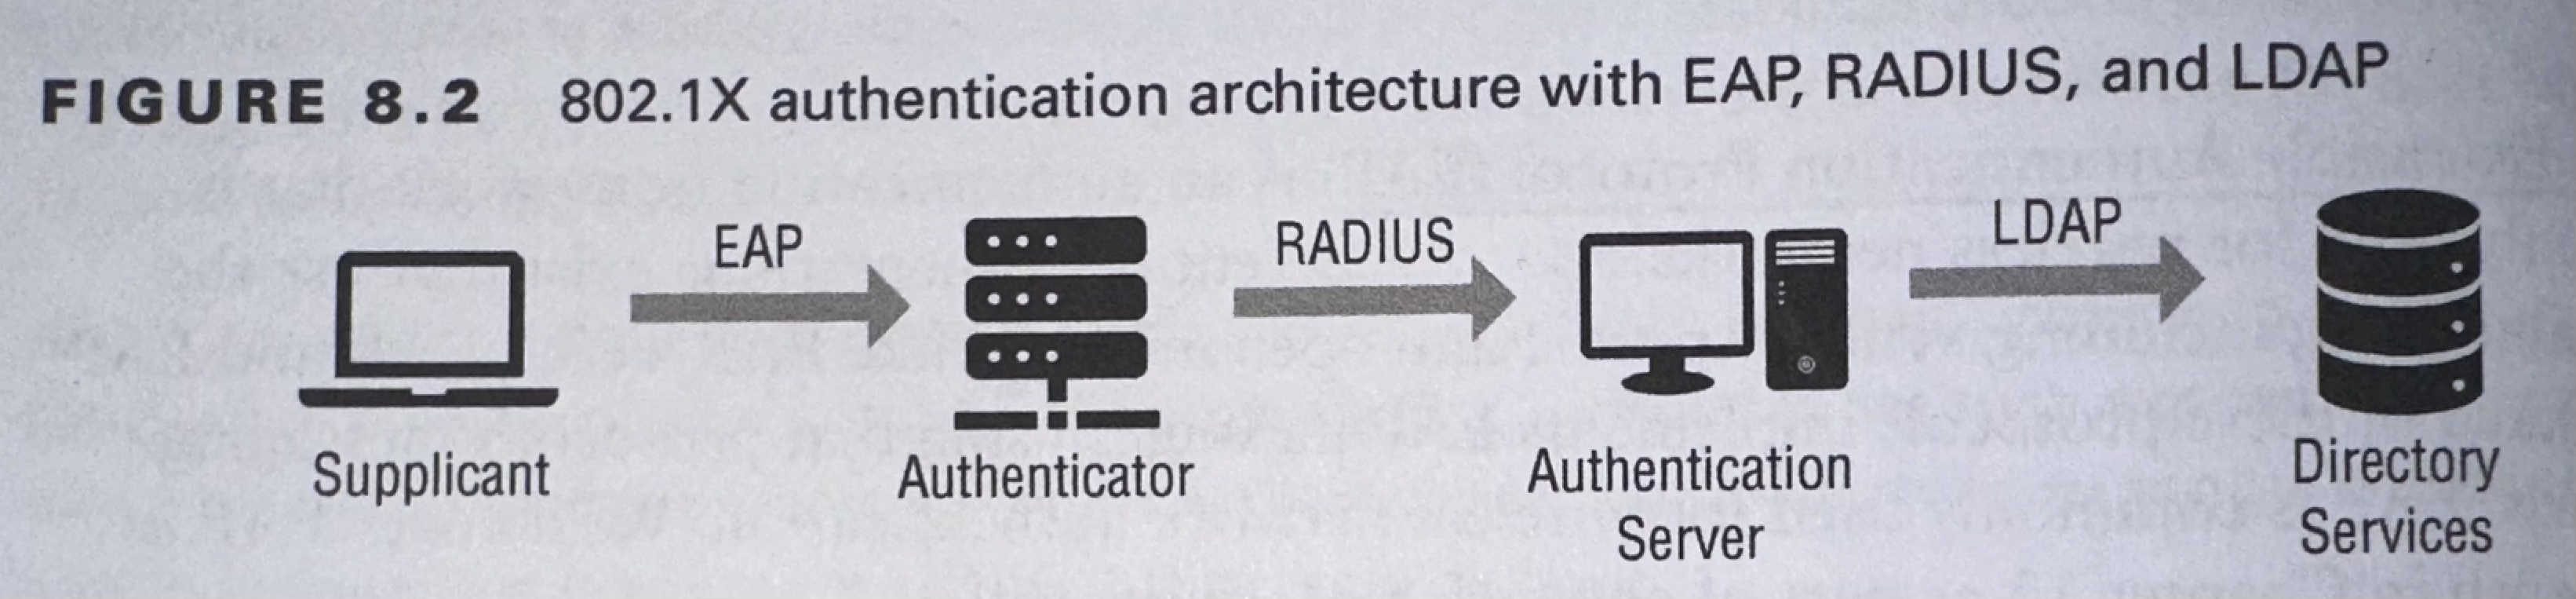 FIGURE 8.2 802.1X authentication architecture with EAP, RADIUS, and LDAP
EAP
RADIUS
LDAP
Supplicant
Authenticator
Authentication
Server
Directory
Services